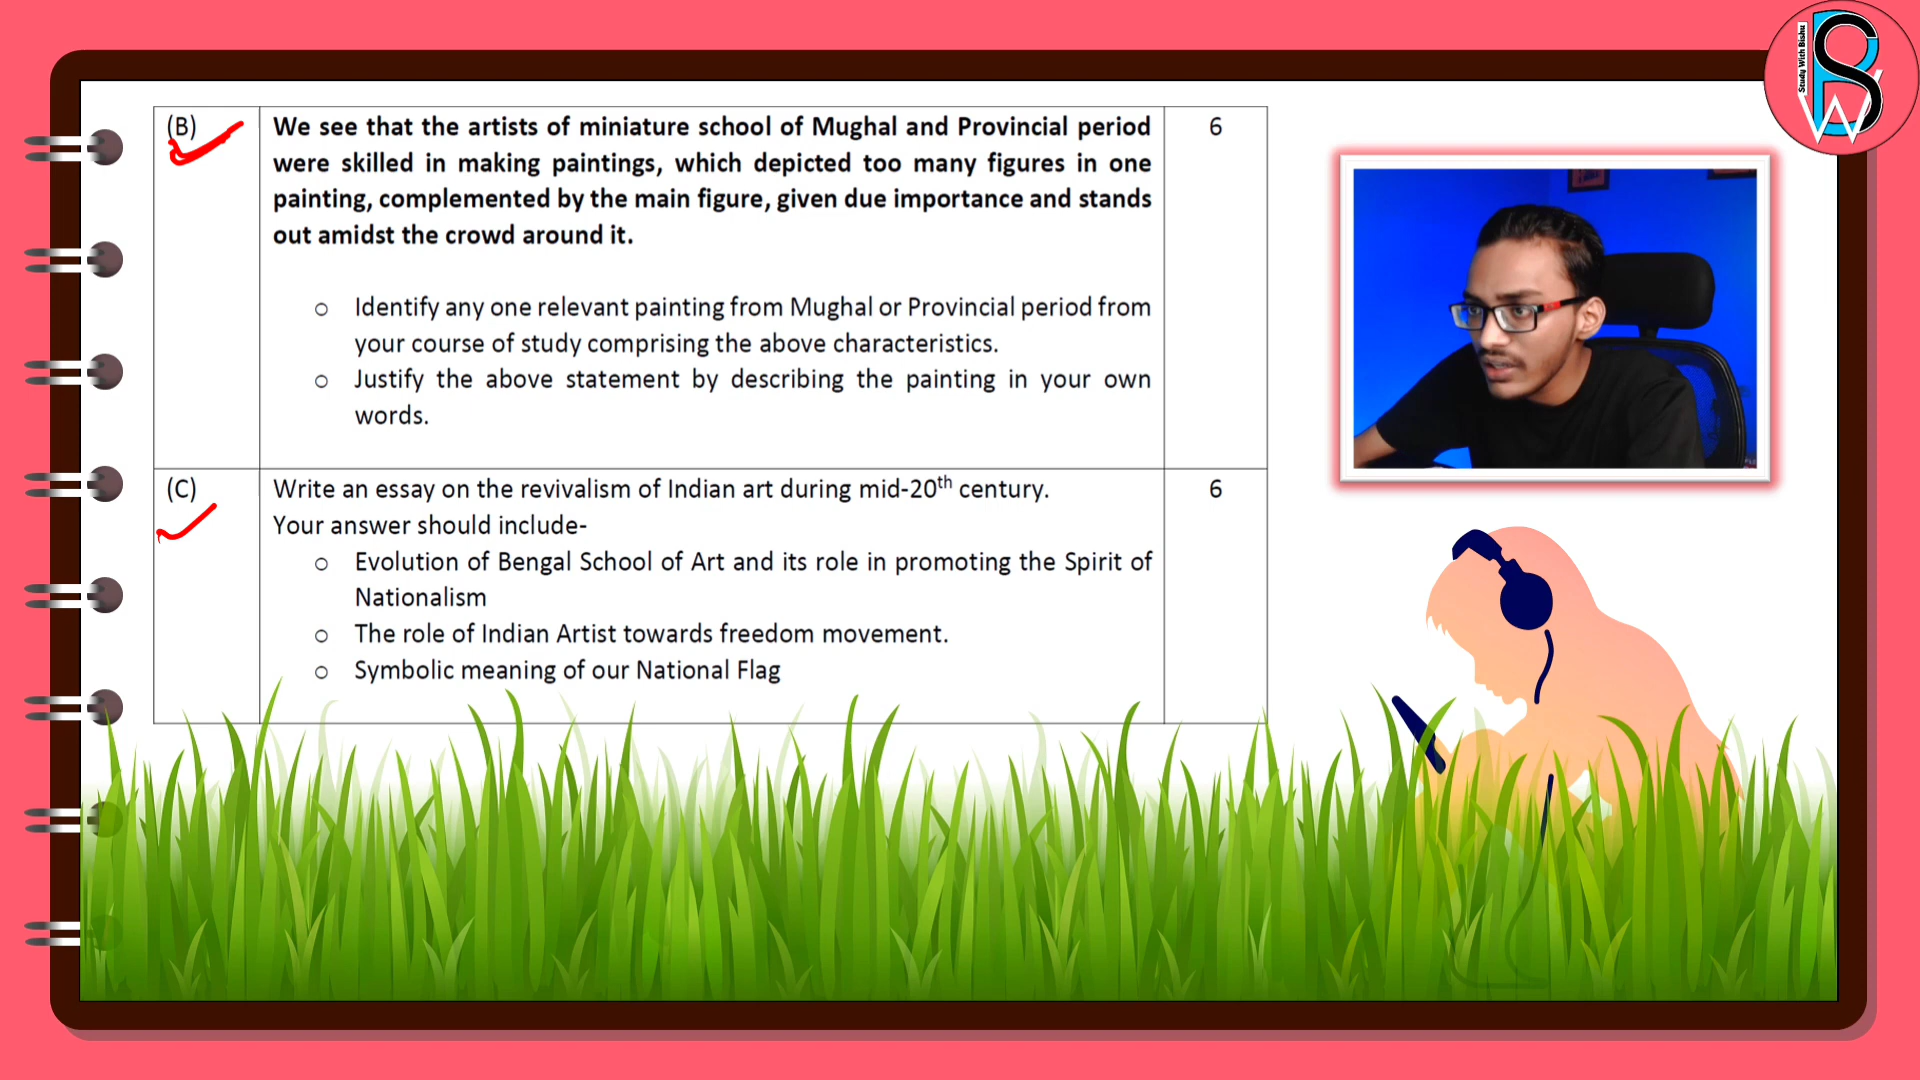 Study With Bishu
BSW
(B)
We see that the artists of miniature school of Mughal and Provincial period
were skilled in making paintings, which depicted too many figures in one
painting, complemented by the main figure, given due importance and stands
out amidst the crowd around it.
6
○ Identify any one relevant painting from Mughal or Provincial period from
your course of study comprising the above characteristics.
○ Justify the above statement by describing the painting in your own
words.
(C)
Write an essay on the revivalism of Indian art during mid-20th century.
6
Your answer should include-
○ Evolution of Bengal School of Art and its role in promoting the Spirit of
Nationalism
○ The role of Indian Artist towards freedom movement.
○ Symbolic meaning of our National Flag